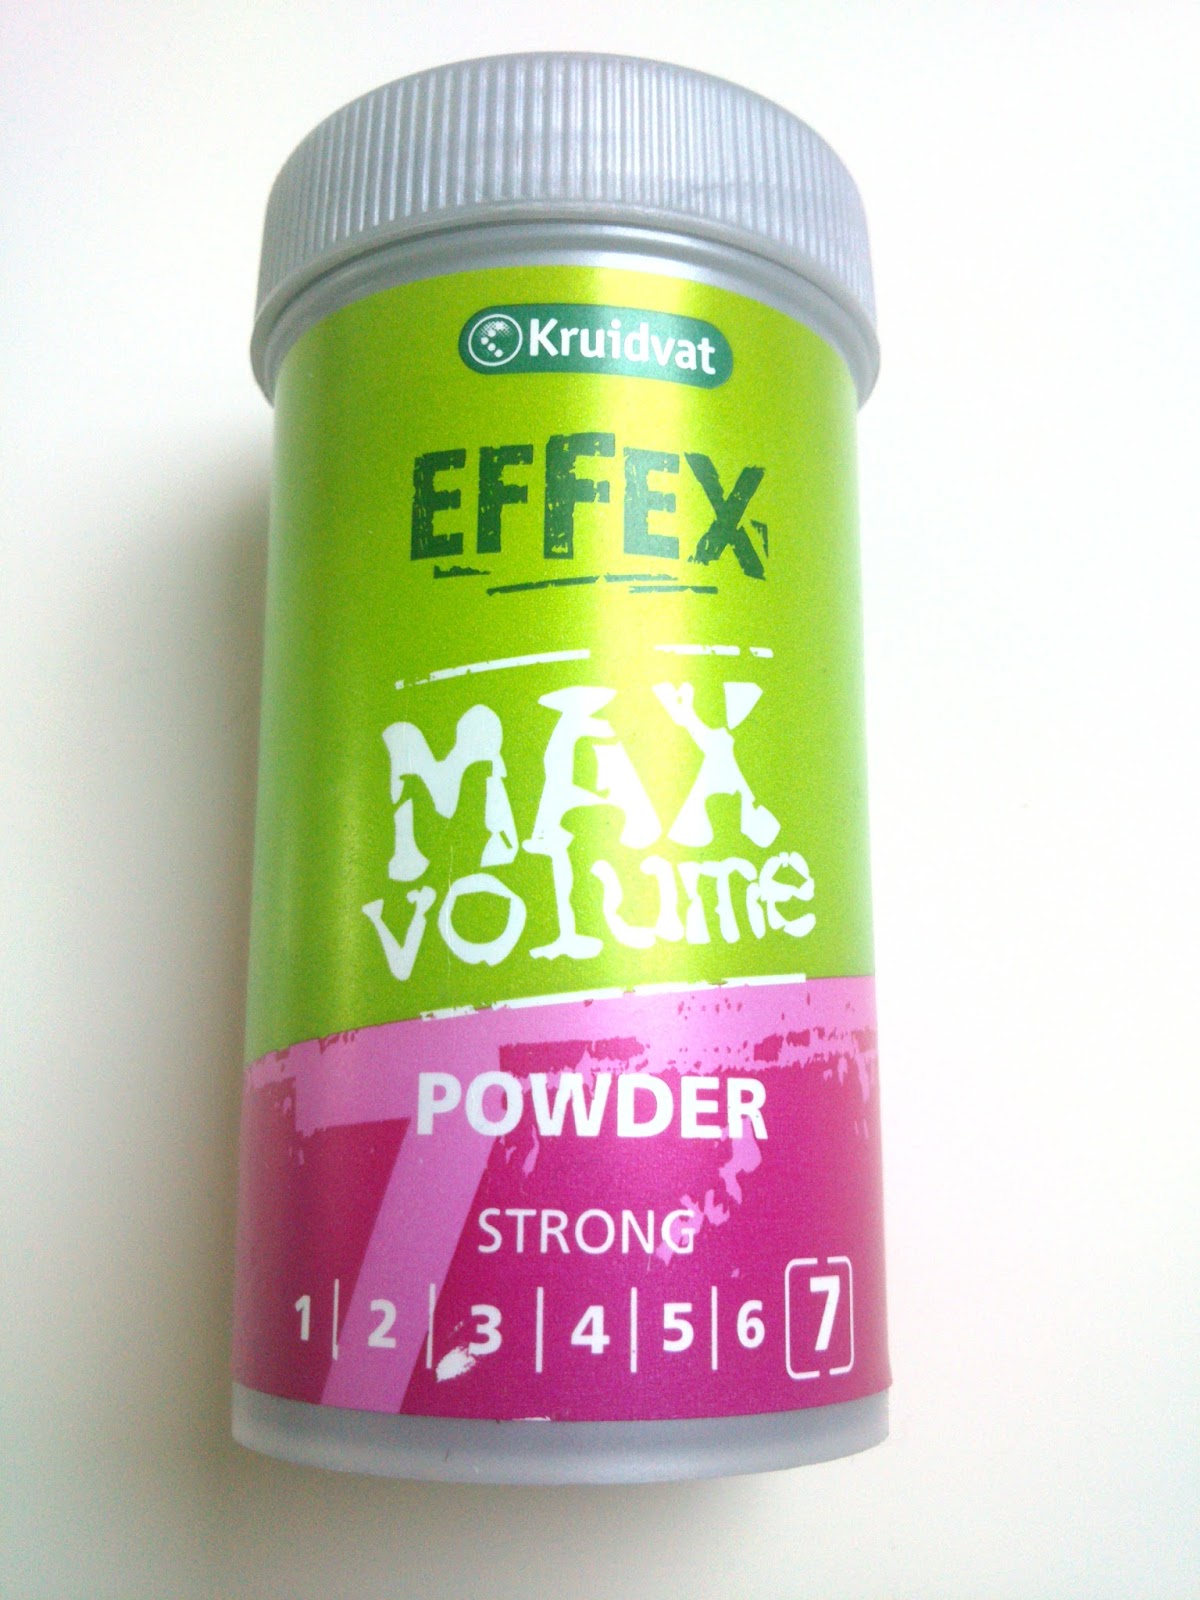 Kruidvat
EFFEX
MAX
volume
POWDER
STRONG
1 | 2 | 3 | 4 | 5 | 6 [7]